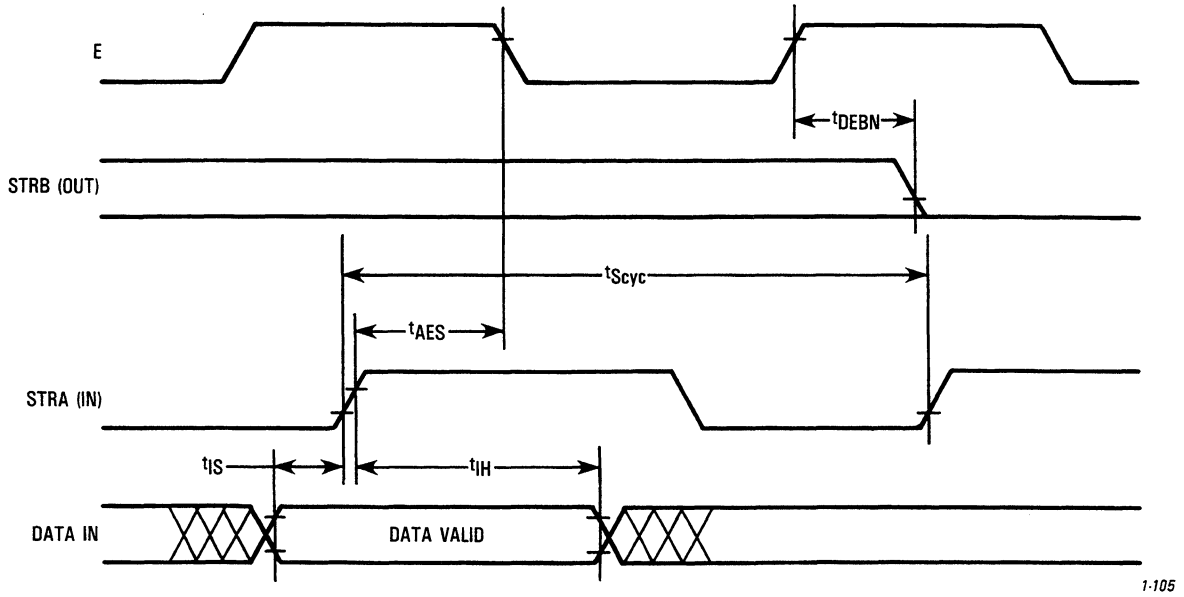 E
tDEBN
STRB (OUT)
tScyc
tAES
STRA (IN)
tIS
tIH
DATA IN
DATA VALID
1-105